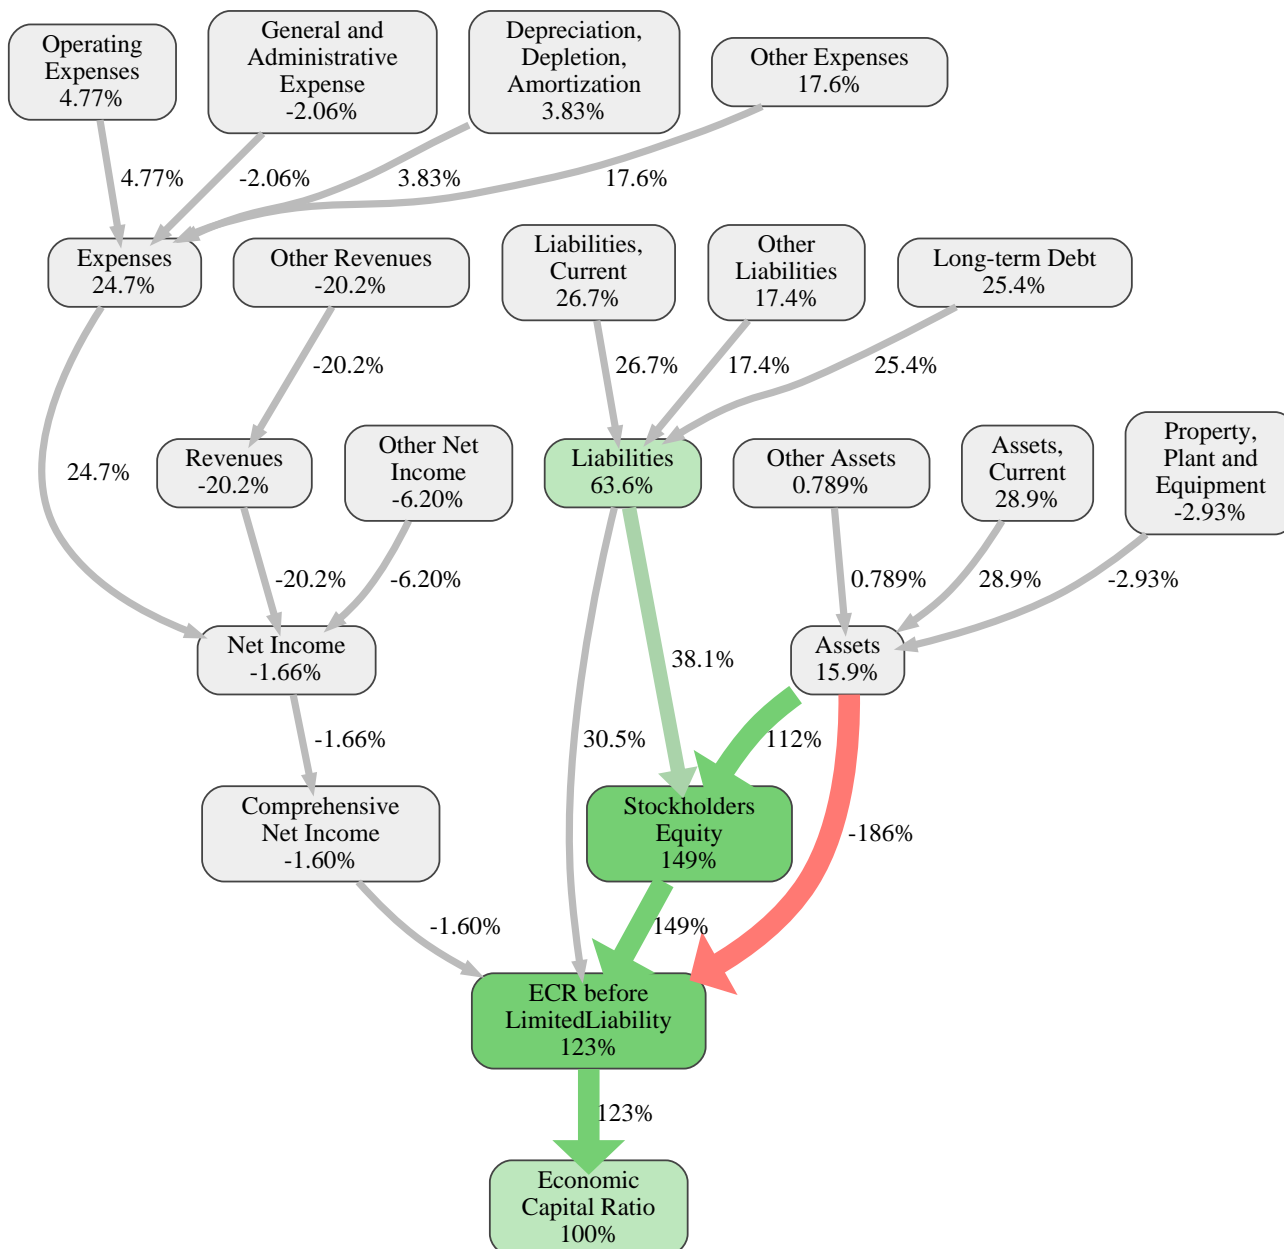 Operating
Expenses
4.77%
General and
Administrative
Expense
-2.06%
Depreciation,
Depletion,
Amortization
3.83%
Other Expenses
17.6%
4.77%
-2.06%
3.83%
17.6%
Expenses
24.7%
Other Revenues
-20.2%
Liabilities,
Current
26.7%
Other
Liabilities
17.4%
Long-term Debt
25.4%
-20.2%
26.7%
17.4%
25.4%
24.7%
Revenues
-20.2%
Other Net
Income
-6.20%
Liabilities
63.6%
Other Assets
0.789%
Assets,
Current
28.9%
Property,
Plant and
Equipment
-2.93%
-20.2%
-6.20%
0.789%
28.9%
-2.93%
Net Income
-1.66%
38.1%
Assets
15.9%
-1.66%
30.5%
112%
Comprehensive
Net Income
-1.60%
Stockholders
Equity
149%
-186%
-1.60%
149%
ECR before
LimitedLiability
123%
123%
Economic
Capital Ratio
100%